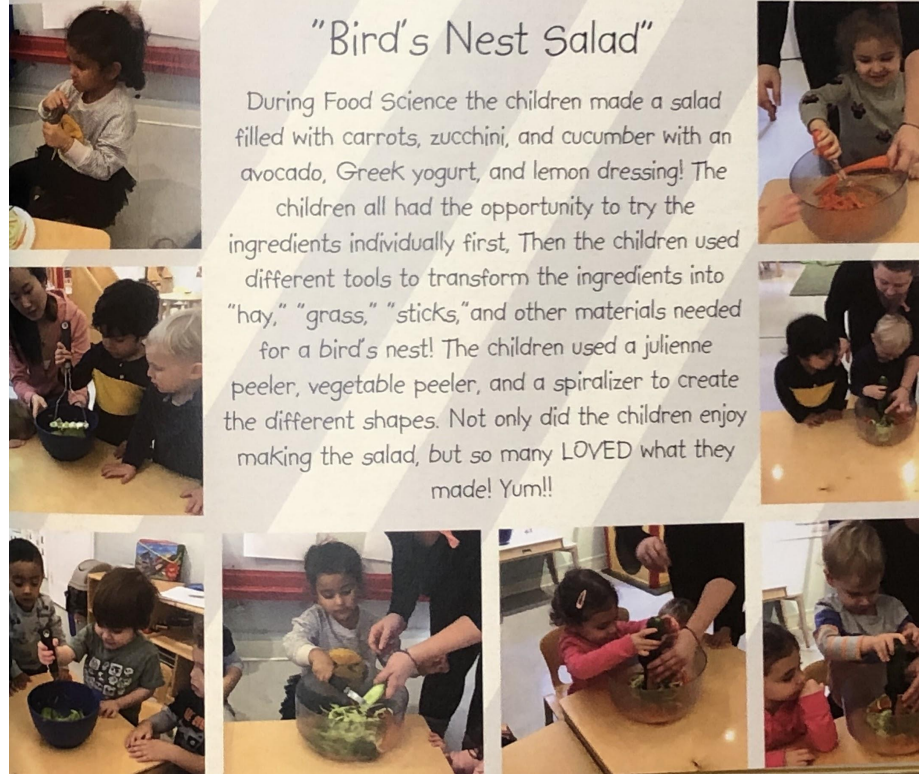 "Bird's Nest Salad"
During Food Science the children made a salad
filled with carrots, zucchini, and cucumber with an
avocado, Greek yogurt, and lemon dressing! The
children all had the opportunity to try the
ingredients individually first, Then the children used
different tools to transform the ingredients into
"hay," "grass," "sticks,"and other materials needed
for a bird's nest! The children used a julienne
peeler, vegetable peeler, and a spiralizer to create
the different shapes. Not only did the children enjoy
making the salad, but so many LOVED what they
made! Yum!!